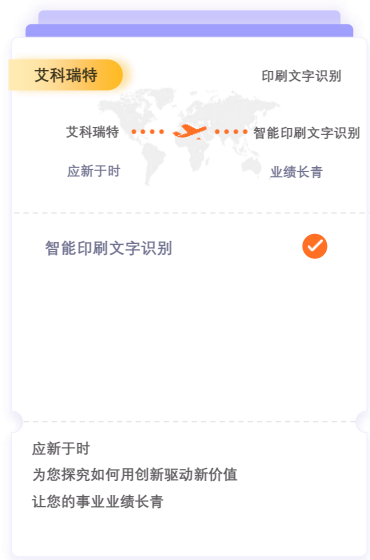 艾科瑞特
印刷文字识别
艾科瑞特
智能印刷文字识别
应新于时
业绩长青
智能印刷文字识别
应新于时
为您探究如何用创新驱动新价值
让您的事业业绩长青